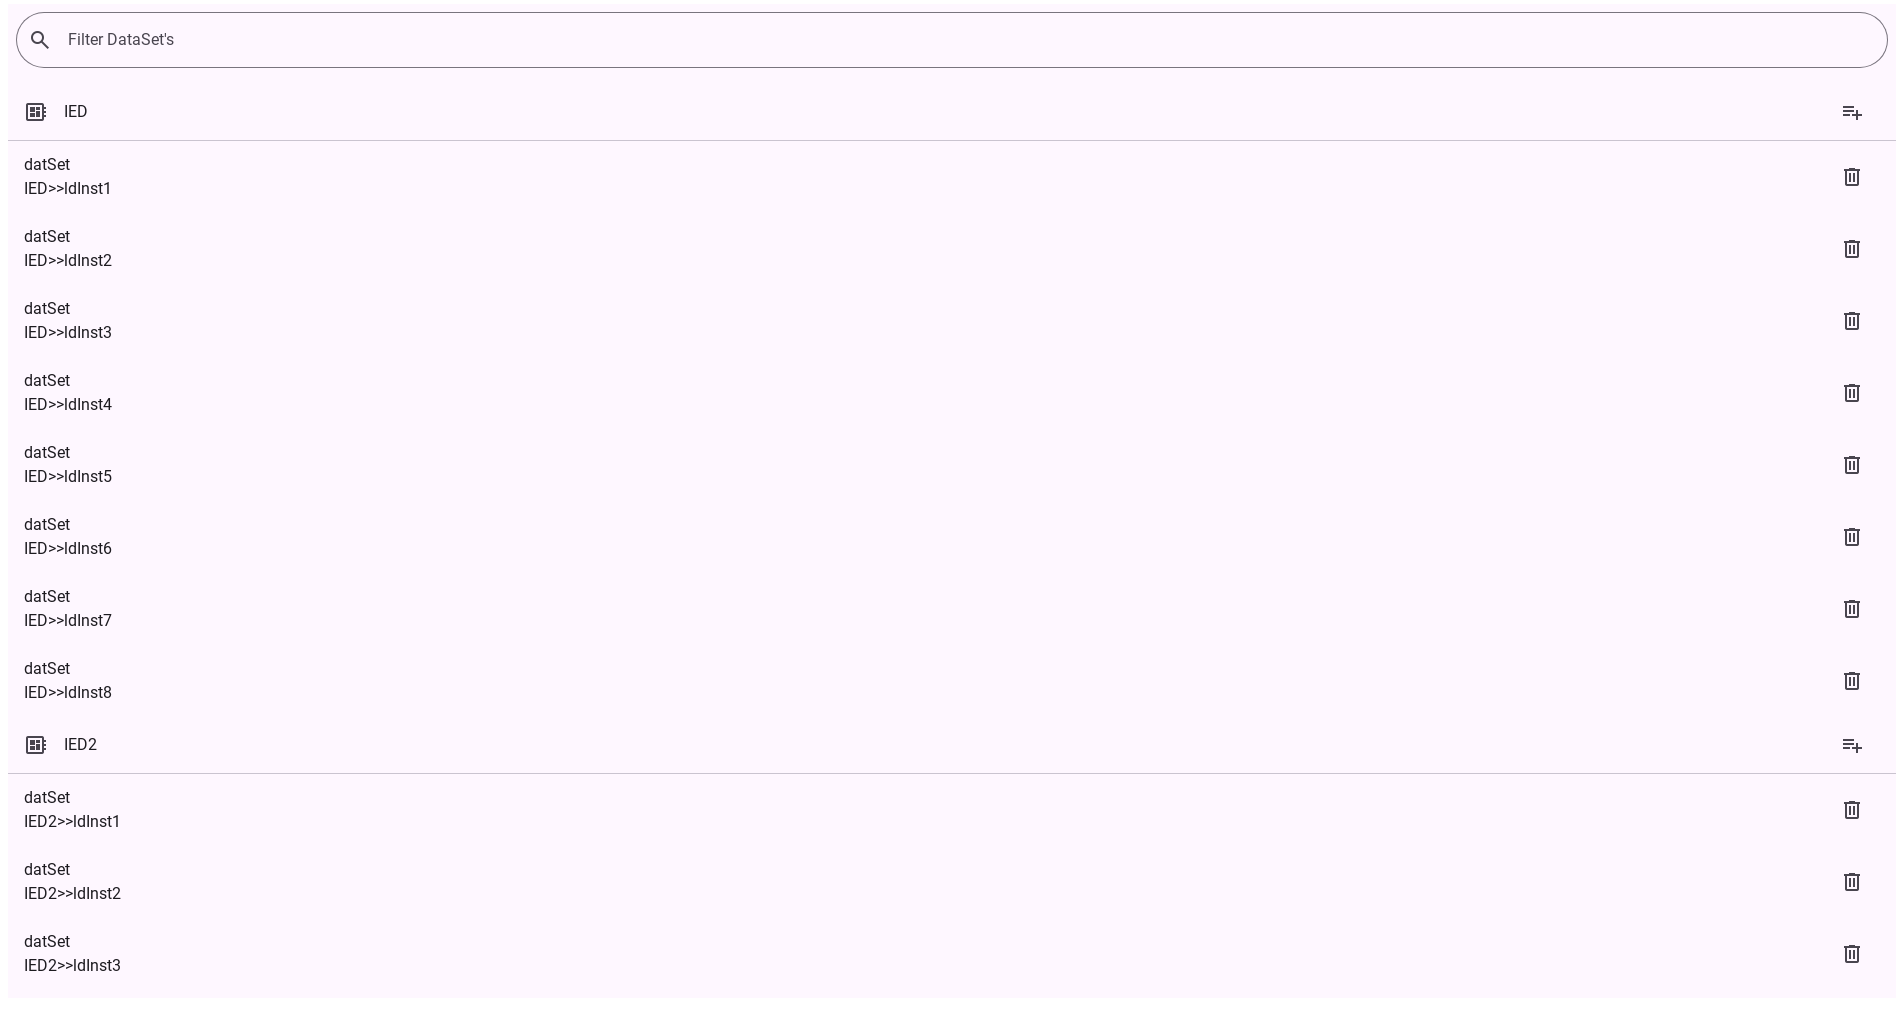 Filter DataSet's
IED
datSet
IED>>ldInst1
datSet
IED>>ldInst2
datSet
IED>>ldInst3
datSet
IED>>ldInst4
datSet
IED>>ldInst5
datSet
IED>>ldInst6
datSet
IED>>ldInst7
datSet
IED>>ldInst8
IED2
datSet
IED2>>ldInst1
datSet
IED2>>ldInst2
datSet
IED2>>ldInst3